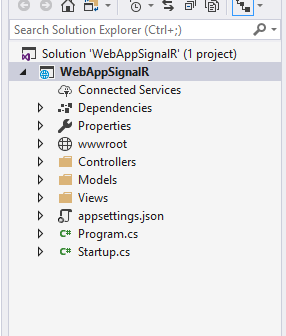 Search Solution Explorer (Ctrl+;)
Solution 'WebAppSignalR' (1 project)
WebAppSignalR
Connected Services
Dependencies
Properties
wwwroot
Controllers
Models
Views
appsettings.json
C# Program.cs
C# Startup.cs